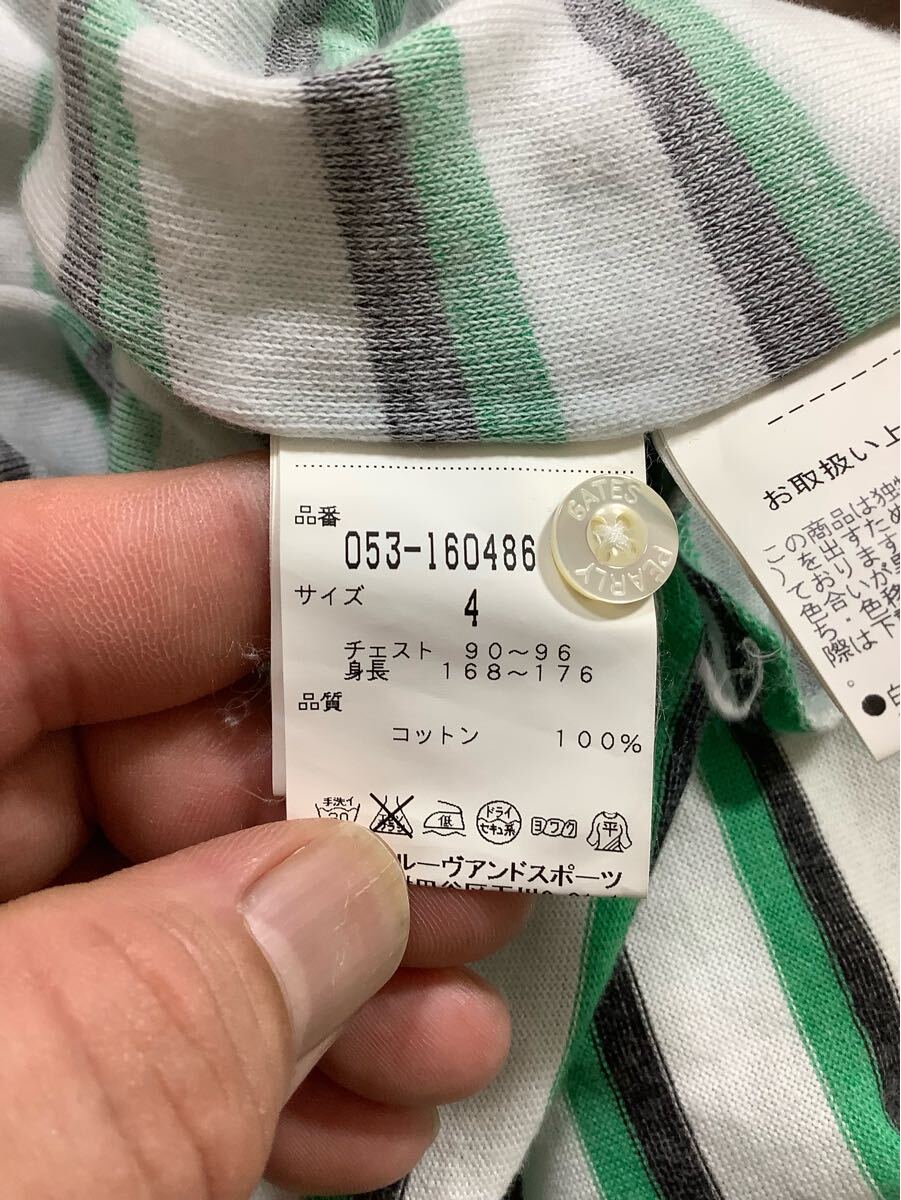 品番
053-160486
サイズ
4
チェスト 90～96
身長 168～176
品質
コットン 100%
手洗イ
低
ドライ
セキユ系
ヨワク
平
ルーヴアンドスポーツ
GATES
PEARLY
お取扱い上
この商品は独
を出すため
ております
色合いが
ち・色移
際は下
。